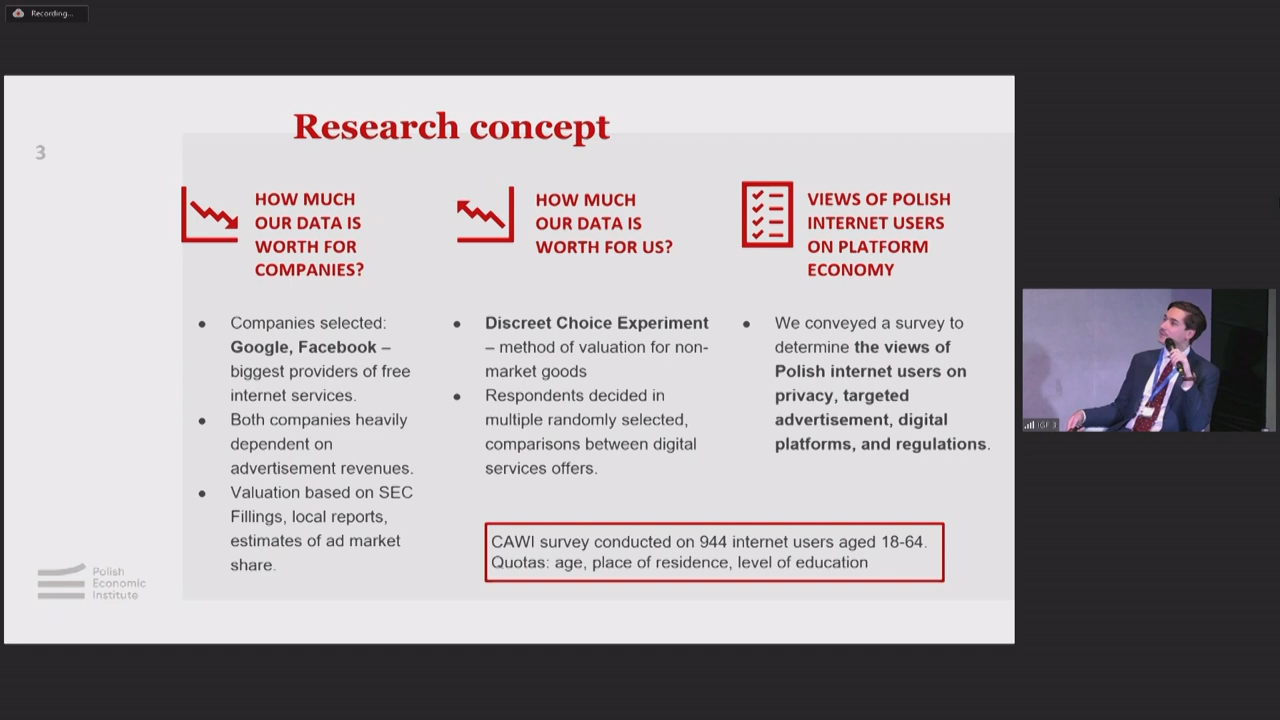 Recording...
Research concept
3
HOW MUCH
OUR DATA IS
WORTH FOR
COMPANIES?
Companies selected:
Google, Facebook –
biggest providers of free
internet services.
Both companies heavily
dependent on
advertisement revenues.
Valuation based on SEC
Fillings, local reports,
estimates of ad market
share.
HOW MUCH
OUR DATA IS
WORTH FOR US?
Discreet Choice Experiment
– method of valuation for non-
market goods
Respondents decided in
multiple randomly selected,
comparisons between digital
services offers.
VIEWS OF POLISH
INTERNET USERS
ON PLATFORM
ECONOMY
We conveyed a survey to
determine the views of
Polish internet users on
privacy, targeted
advertisement, digital
platforms, and regulations.
CAWI survey conducted on 944 internet users aged 18-64.
Quotas: age, place of residence, level of education
Polish
Economic
Institute
IGF 3